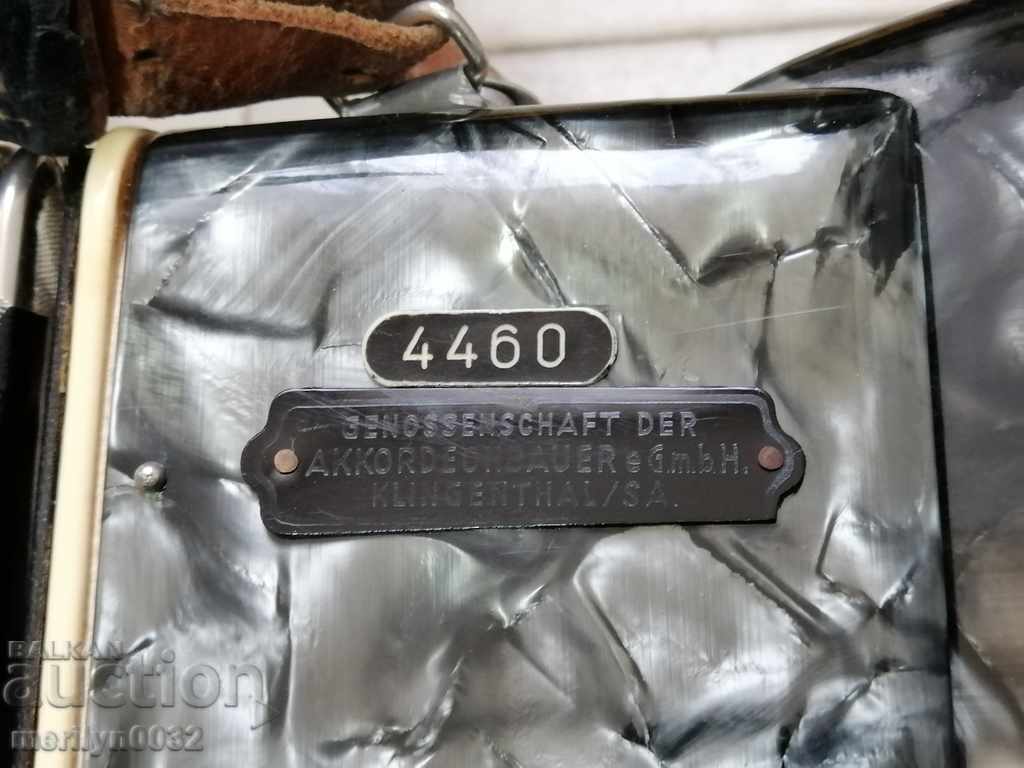 4460
GENOSSENSCHAFT DER
AKKORDEONBAUER e.G.m.b.H.
KLINGENTHAL/SA.
BALKAN
auction
merilyn0032